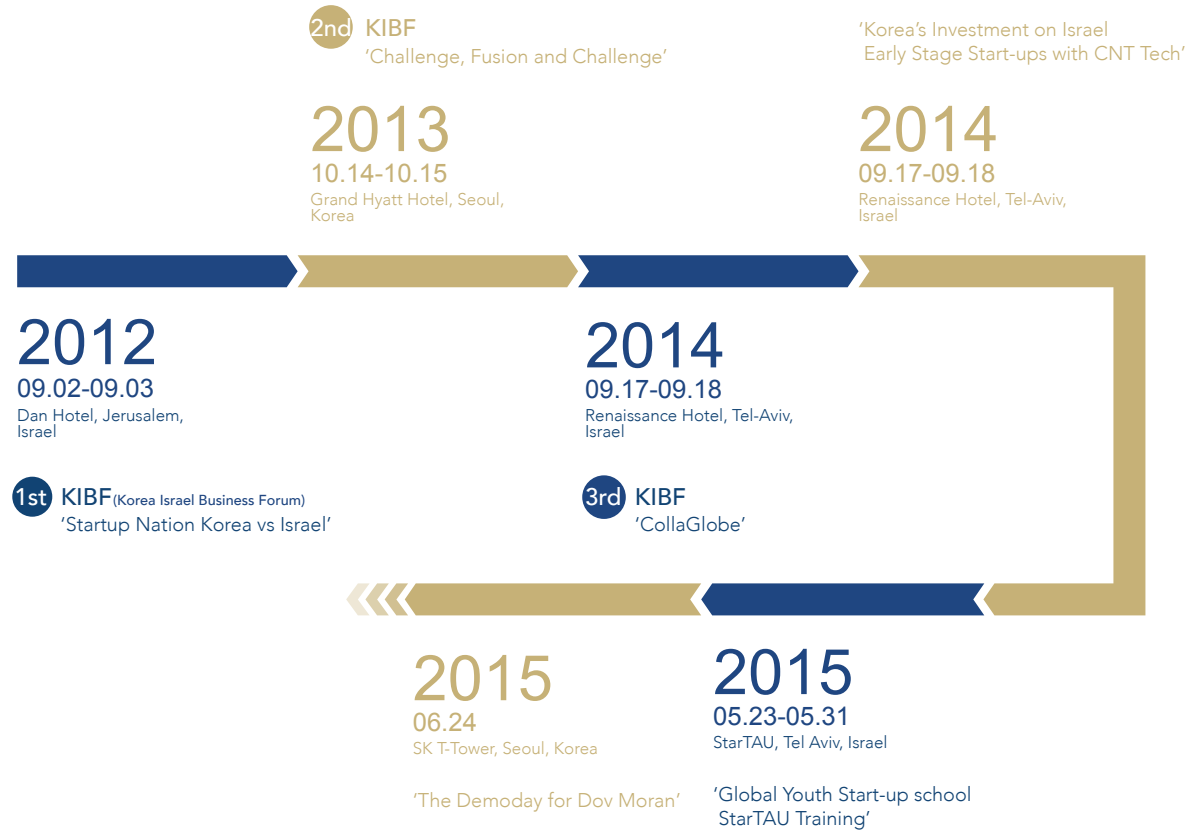 2nd KIBF
'Challenge, Fusion and Challenge'
2013
10.14-10.15
Grand Hyatt Hotel, Seoul,
Korea
'Korea's Investment on Israel
Early Stage Start-ups with CNT Tech'
2014
09.17-09.18
Renaissance Hotel, Tel-Aviv,
Israel
2012
09.02-09.03
Dan Hotel, Jerusalem,
Israel
1st KIBF(Korea Israel Business Forum)
'Startup Nation Korea vs Israel'
2014
09.17-09.18
Renaissance Hotel, Tel-Aviv,
Israel
3rd KIBF
'CollaGlobe'
2015
06.24
SK T-Tower, Seoul, Korea
'The Demoday for Dov Moran'
2015
05.23-05.31
StarTAU, Tel Aviv, Israel
'Global Youth Start-up school
StarTAU Training'